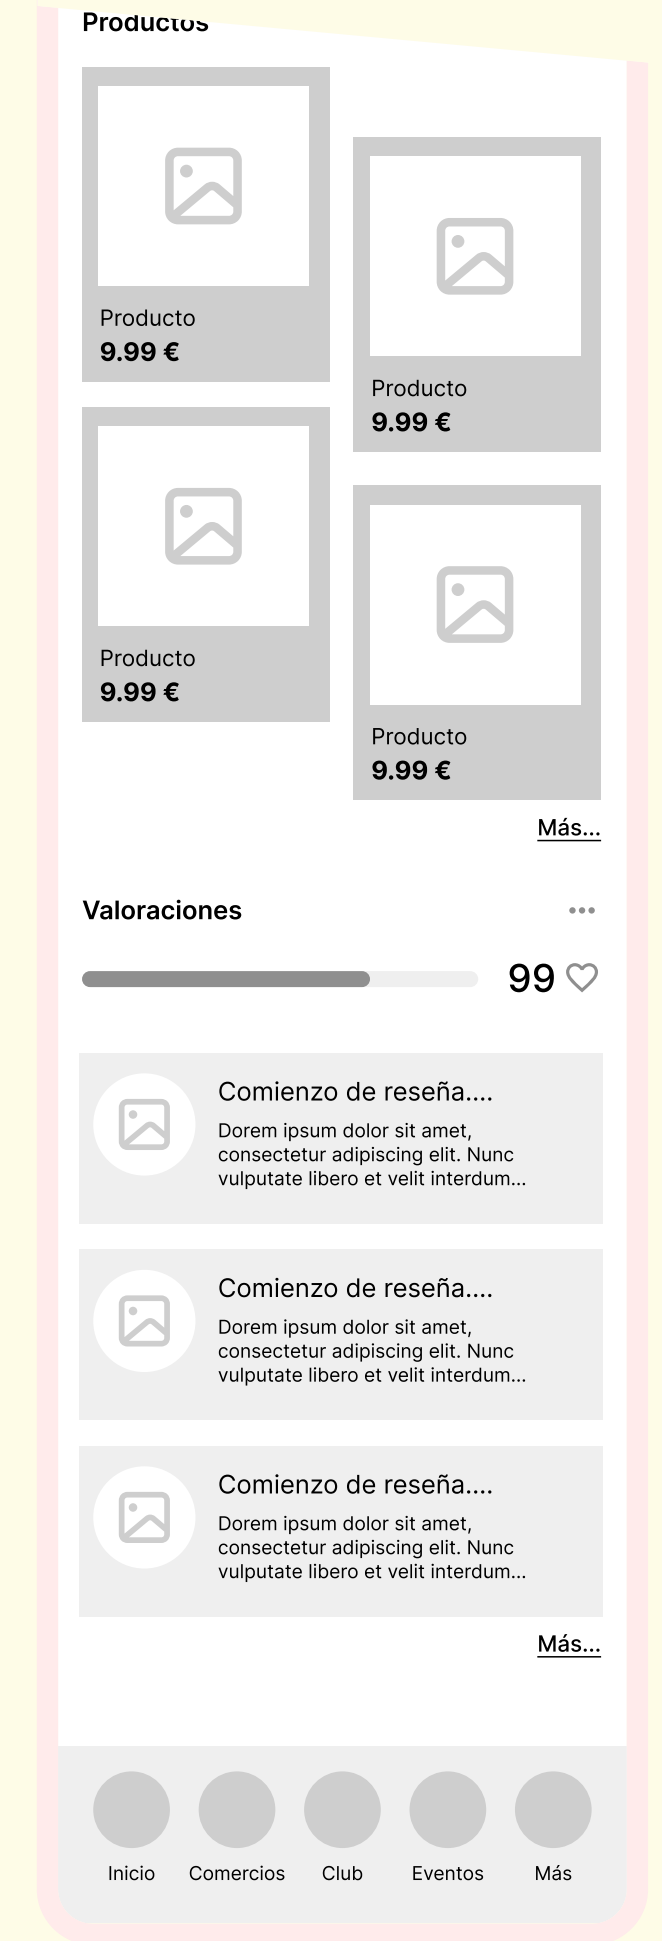 Productos
Producto
9.99 €
Producto
9.99 €
Producto
9.99 €
Producto
9.99 €
Más...
Valoraciones
99
Comienzo de reseña....
Dorem ipsum dolor sit amet,
consectetur adipiscing elit. Nunc
vulputate libero et velit interdum...
Comienzo de reseña....
Dorem ipsum dolor sit amet,
consectetur adipiscing elit. Nunc
vulputate libero et velit interdum...
Comienzo de reseña....
Dorem ipsum dolor sit amet,
consectetur adipiscing elit. Nunc
vulputate libero et velit interdum...
Más...
Inicio Comercios Club Eventos Más